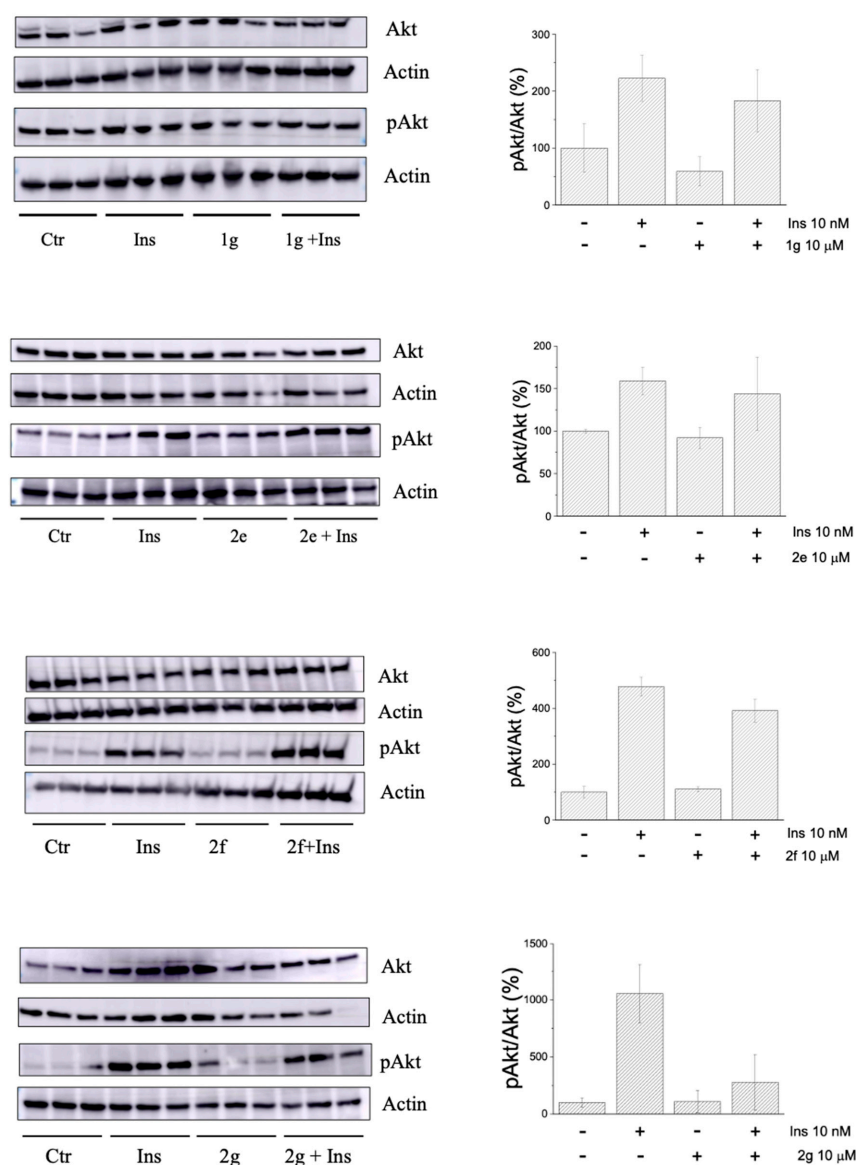 Akt
Actin
pAkt
Actin
Ctr Ins 1g 1g +Ins
pAkt/Akt (%)
250
200
150
100
50
0
- + - + Ins 10 nM
- - + + 1g 10 μM
Akt
Actin
pAkt
Actin
Ctr Ins 2e 2e + Ins
pAkt/Akt (%)
200
150
100
50
0
- + - + Ins 10 nM
- - + + 2e 10 μM
Akt
Actin
pAkt
Actin
Ctr Ins 2f 2f+Ins
pAkt/Akt (%)
600
400
200
0
- + - + Ins 10 nM
- - + + 2f 10 μM
Akt
Actin
pAkt
Actin
Ctr Ins 2g 2g + Ins
pAkt/Akt (%)
1500
1000
500
0
- + - + Ins 10 nM
- - + + 2g 10 μM